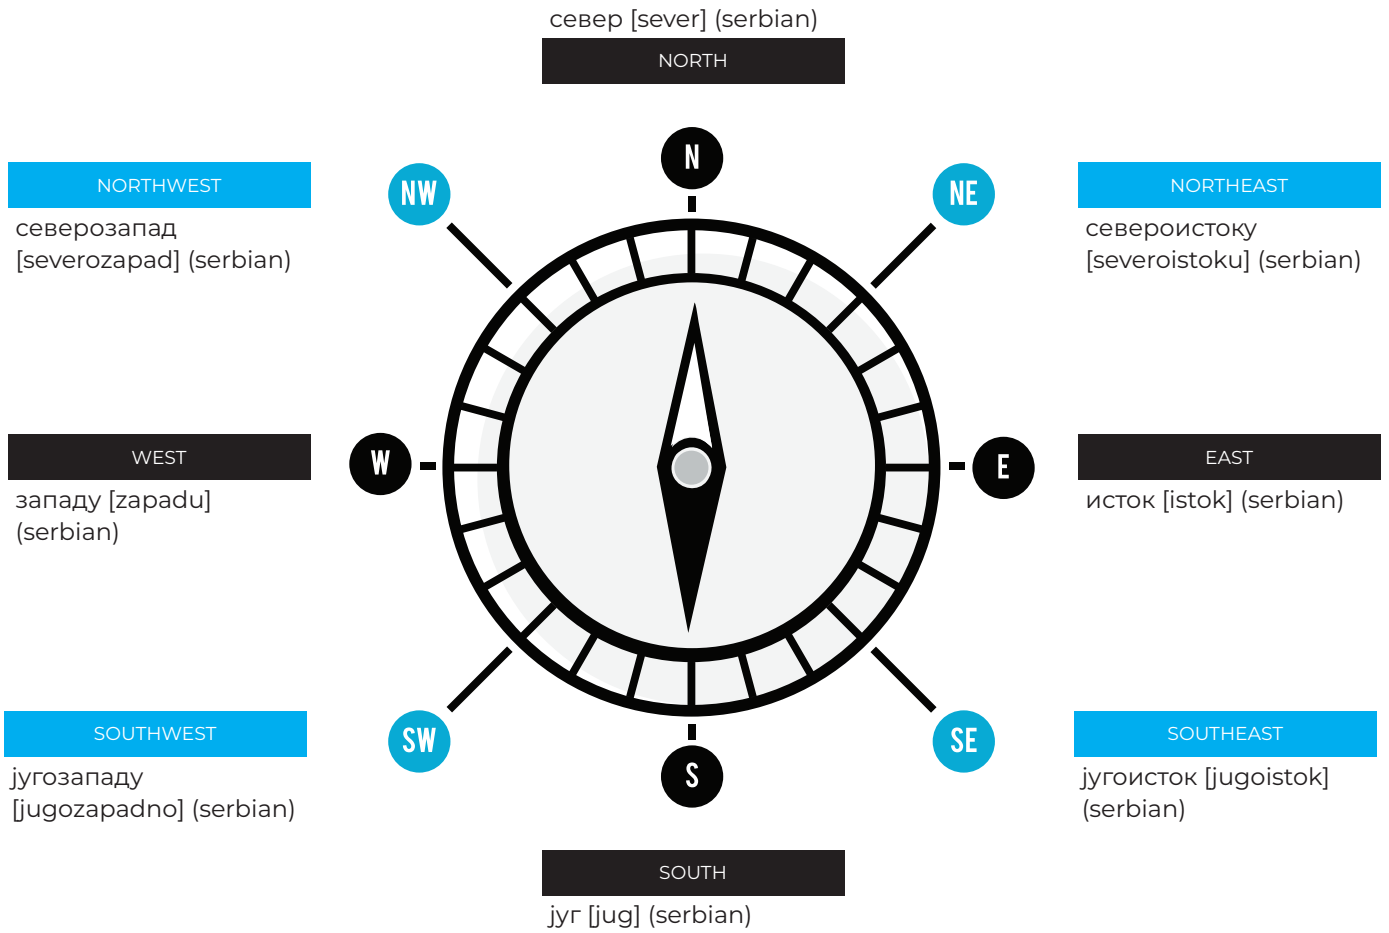 север [sever] (serbian)
NORTH
N
NORTHWEST
NW
NE
NORTHEAST
северозапад
[severozapad] (serbian)
североистоку
[severoistoku] (serbian)
WEST
W
E
EAST
западу [zapadu]
(serbian)
исток [istok] (serbian)
SOUTHWEST
SW
SE
SOUTHEAST
југозападу
[jugozapadno] (serbian)
југоисток [jugoistok]
(serbian)
S
SOUTH
југ [jug] (serbian)